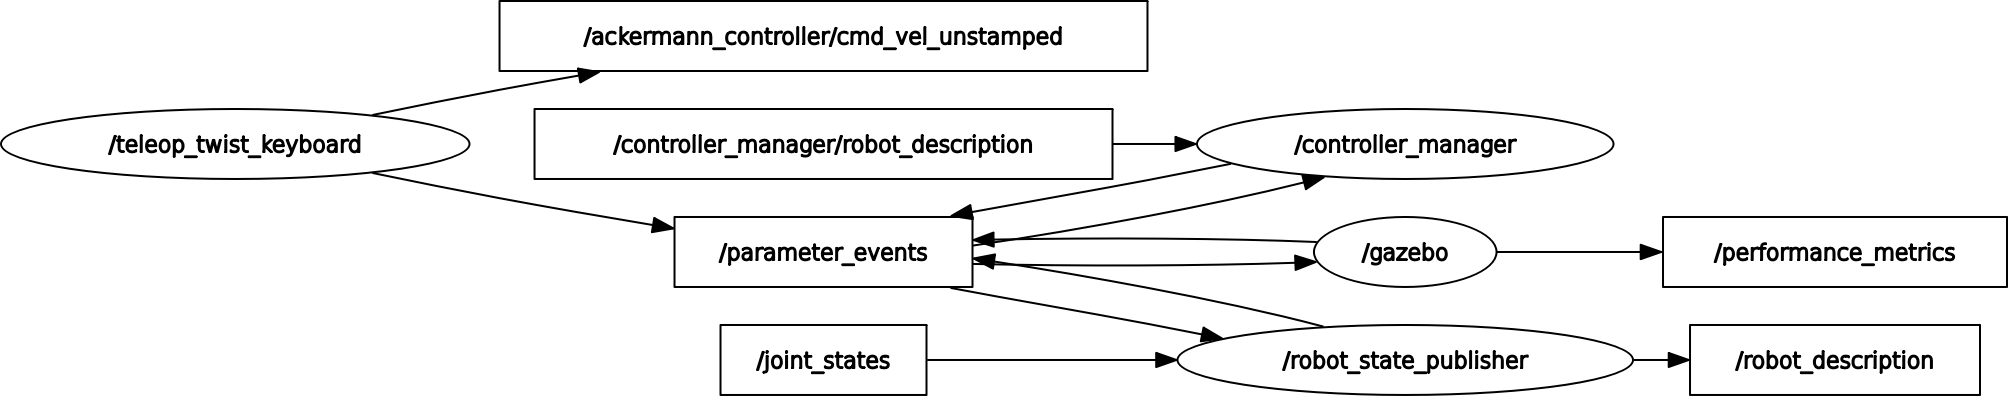 /ackermann_controller/cmd_vel_unstamped
/teleop_twist_keyboard
/controller_manager/robot_description
/controller_manager
/parameter_events
/gazebo
/performance_metrics
/joint_states
/robot_state_publisher
/robot_description